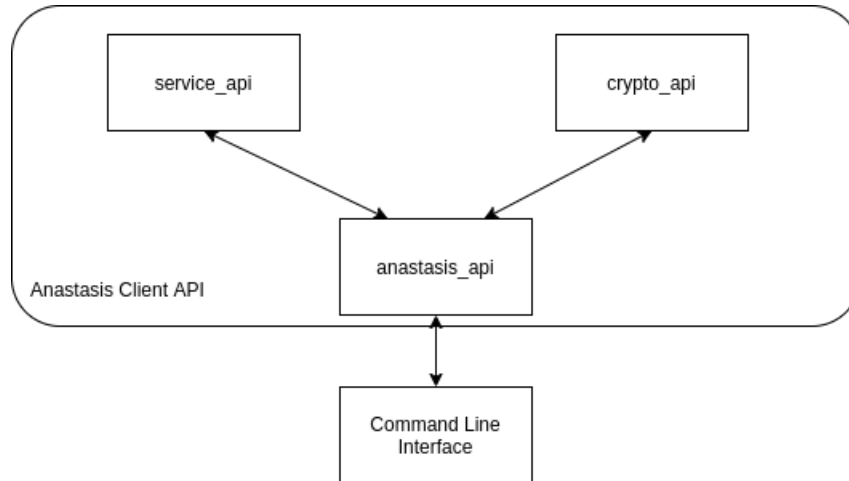 service_api
crypto_api
anastasis_api
Anastasis Client API
Command Line
Interface